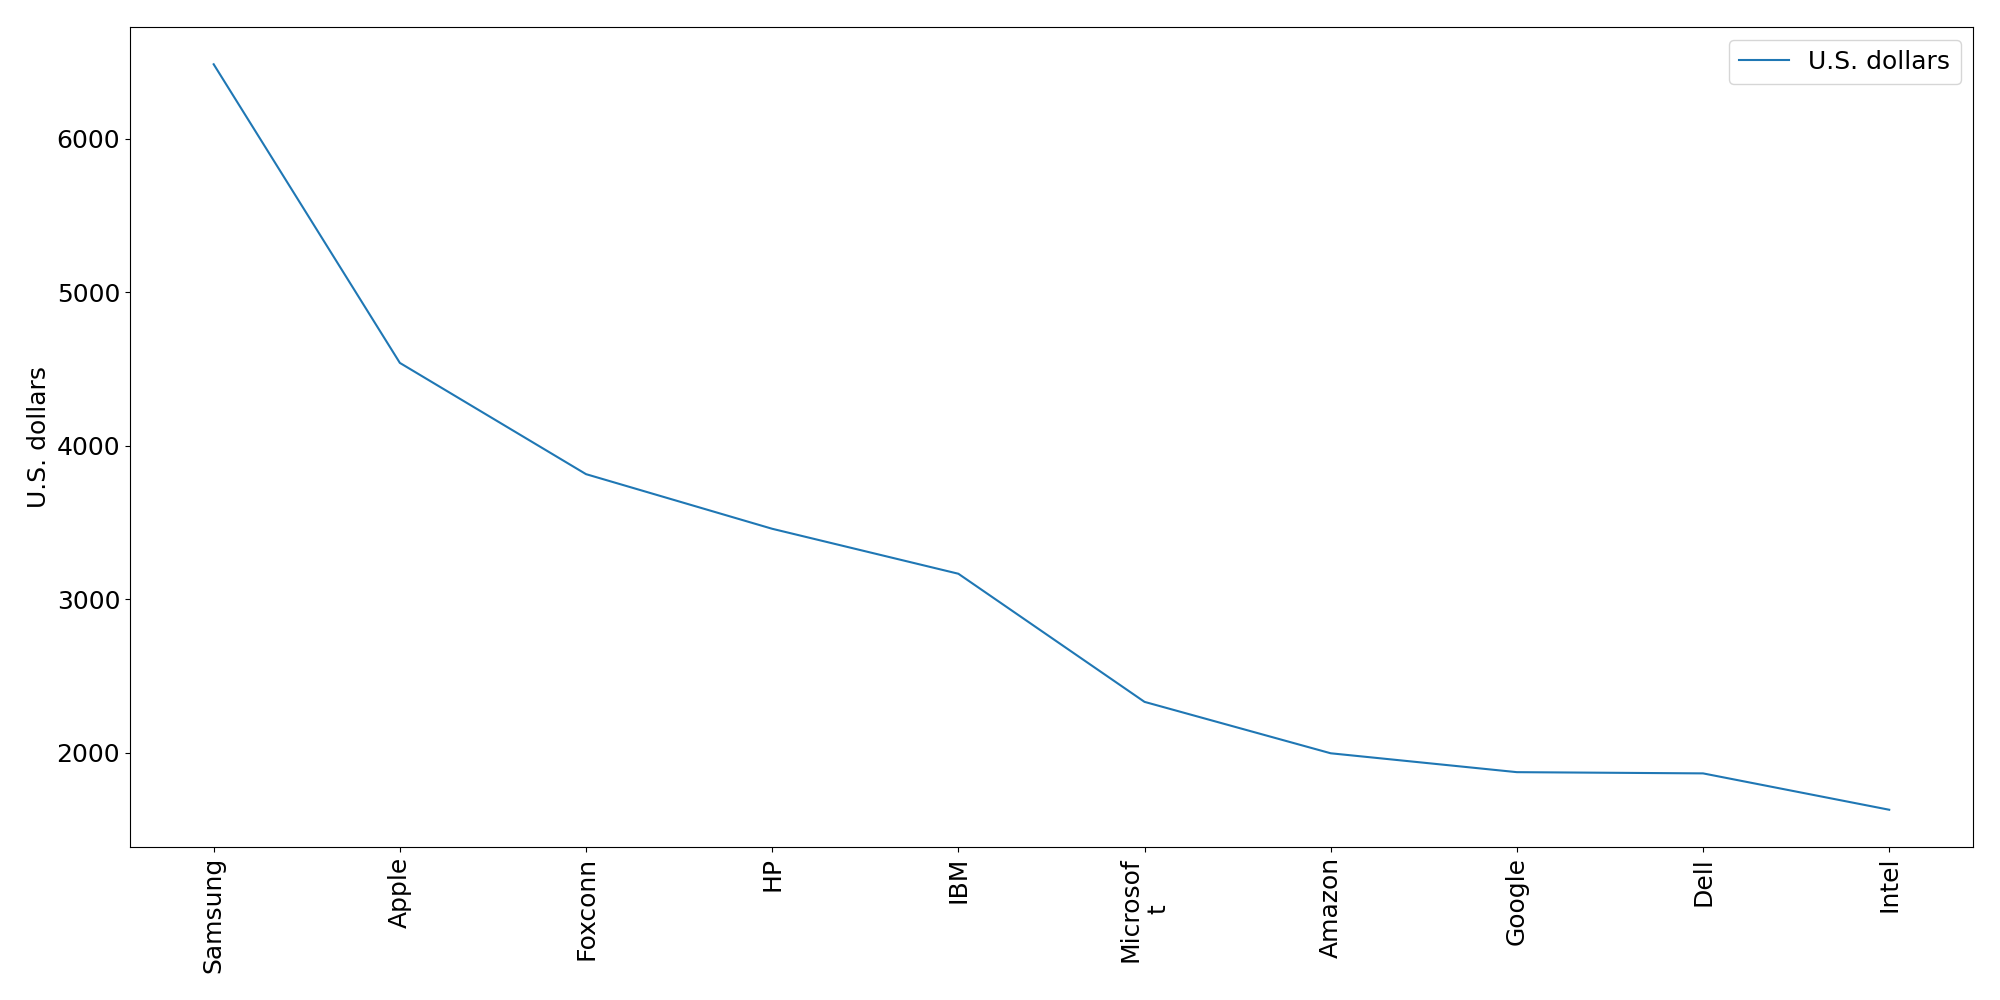 U.S. dollars
U.S. dollars
6000
5000
4000
3000
2000
Samsung
Apple
Foxconn
HP
IBM
Microsof
t
Amazon
Google
Dell
Intel